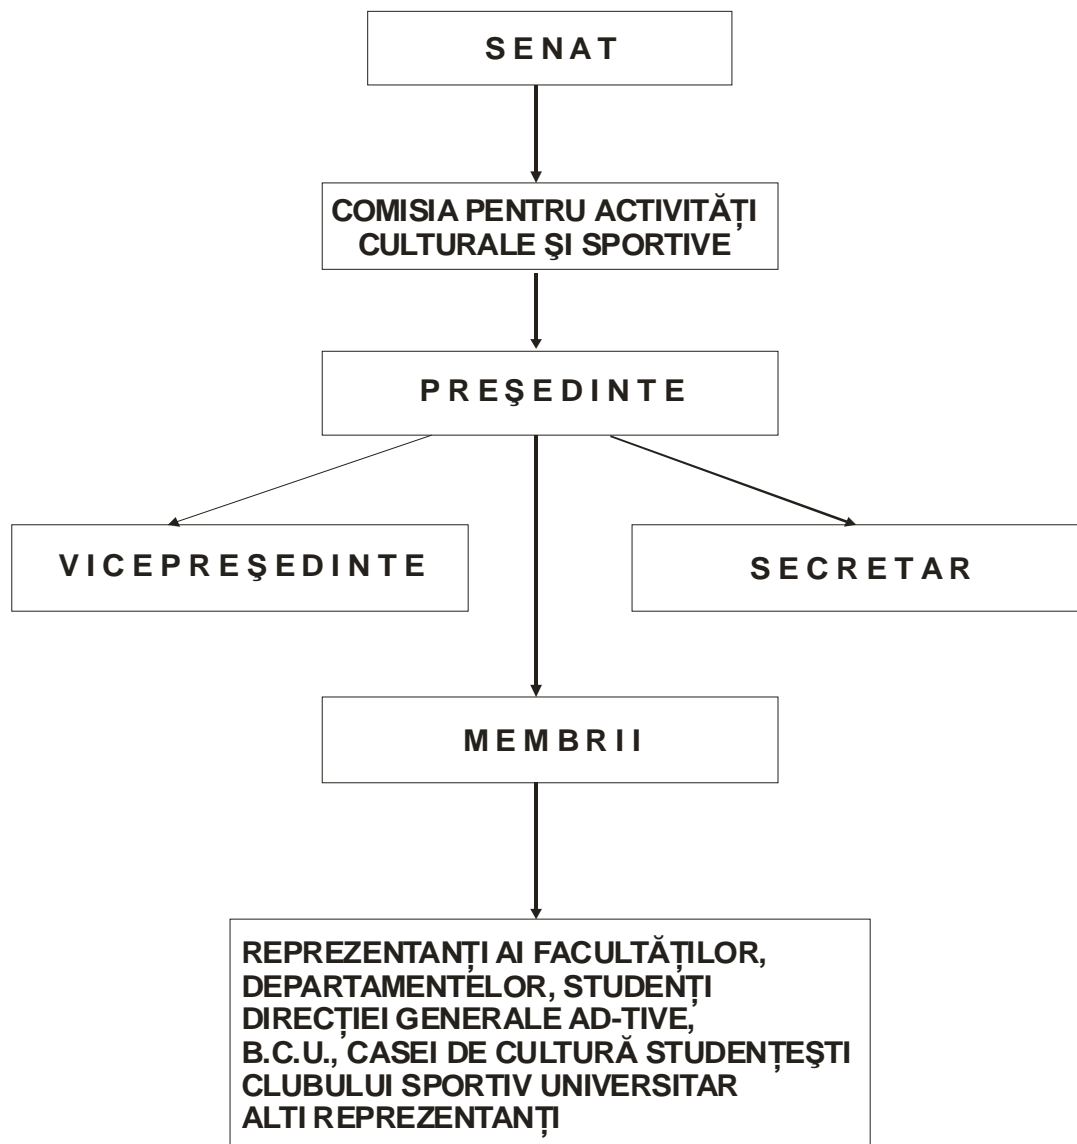 SENAT
COMISIA PENTRU ACTIVITĂȚI
CULTURALE ŞI SPORTIVE
PREŞEDINTE
VICEPREŞEDINTE
SECRETAR
MEMBRII
REPREZENTANȚI AI FACULTĂȚILOR,
DEPARTAMENTELOR, STUDENȚI
DIRECȚIEI GENERALE AD-TIVE,
B.C.U., CASEI DE CULTURĂ STUDENȚEŞTI
CLUBULUI SPORTIV UNIVERSITAR
ALTI REPREZENTANȚI